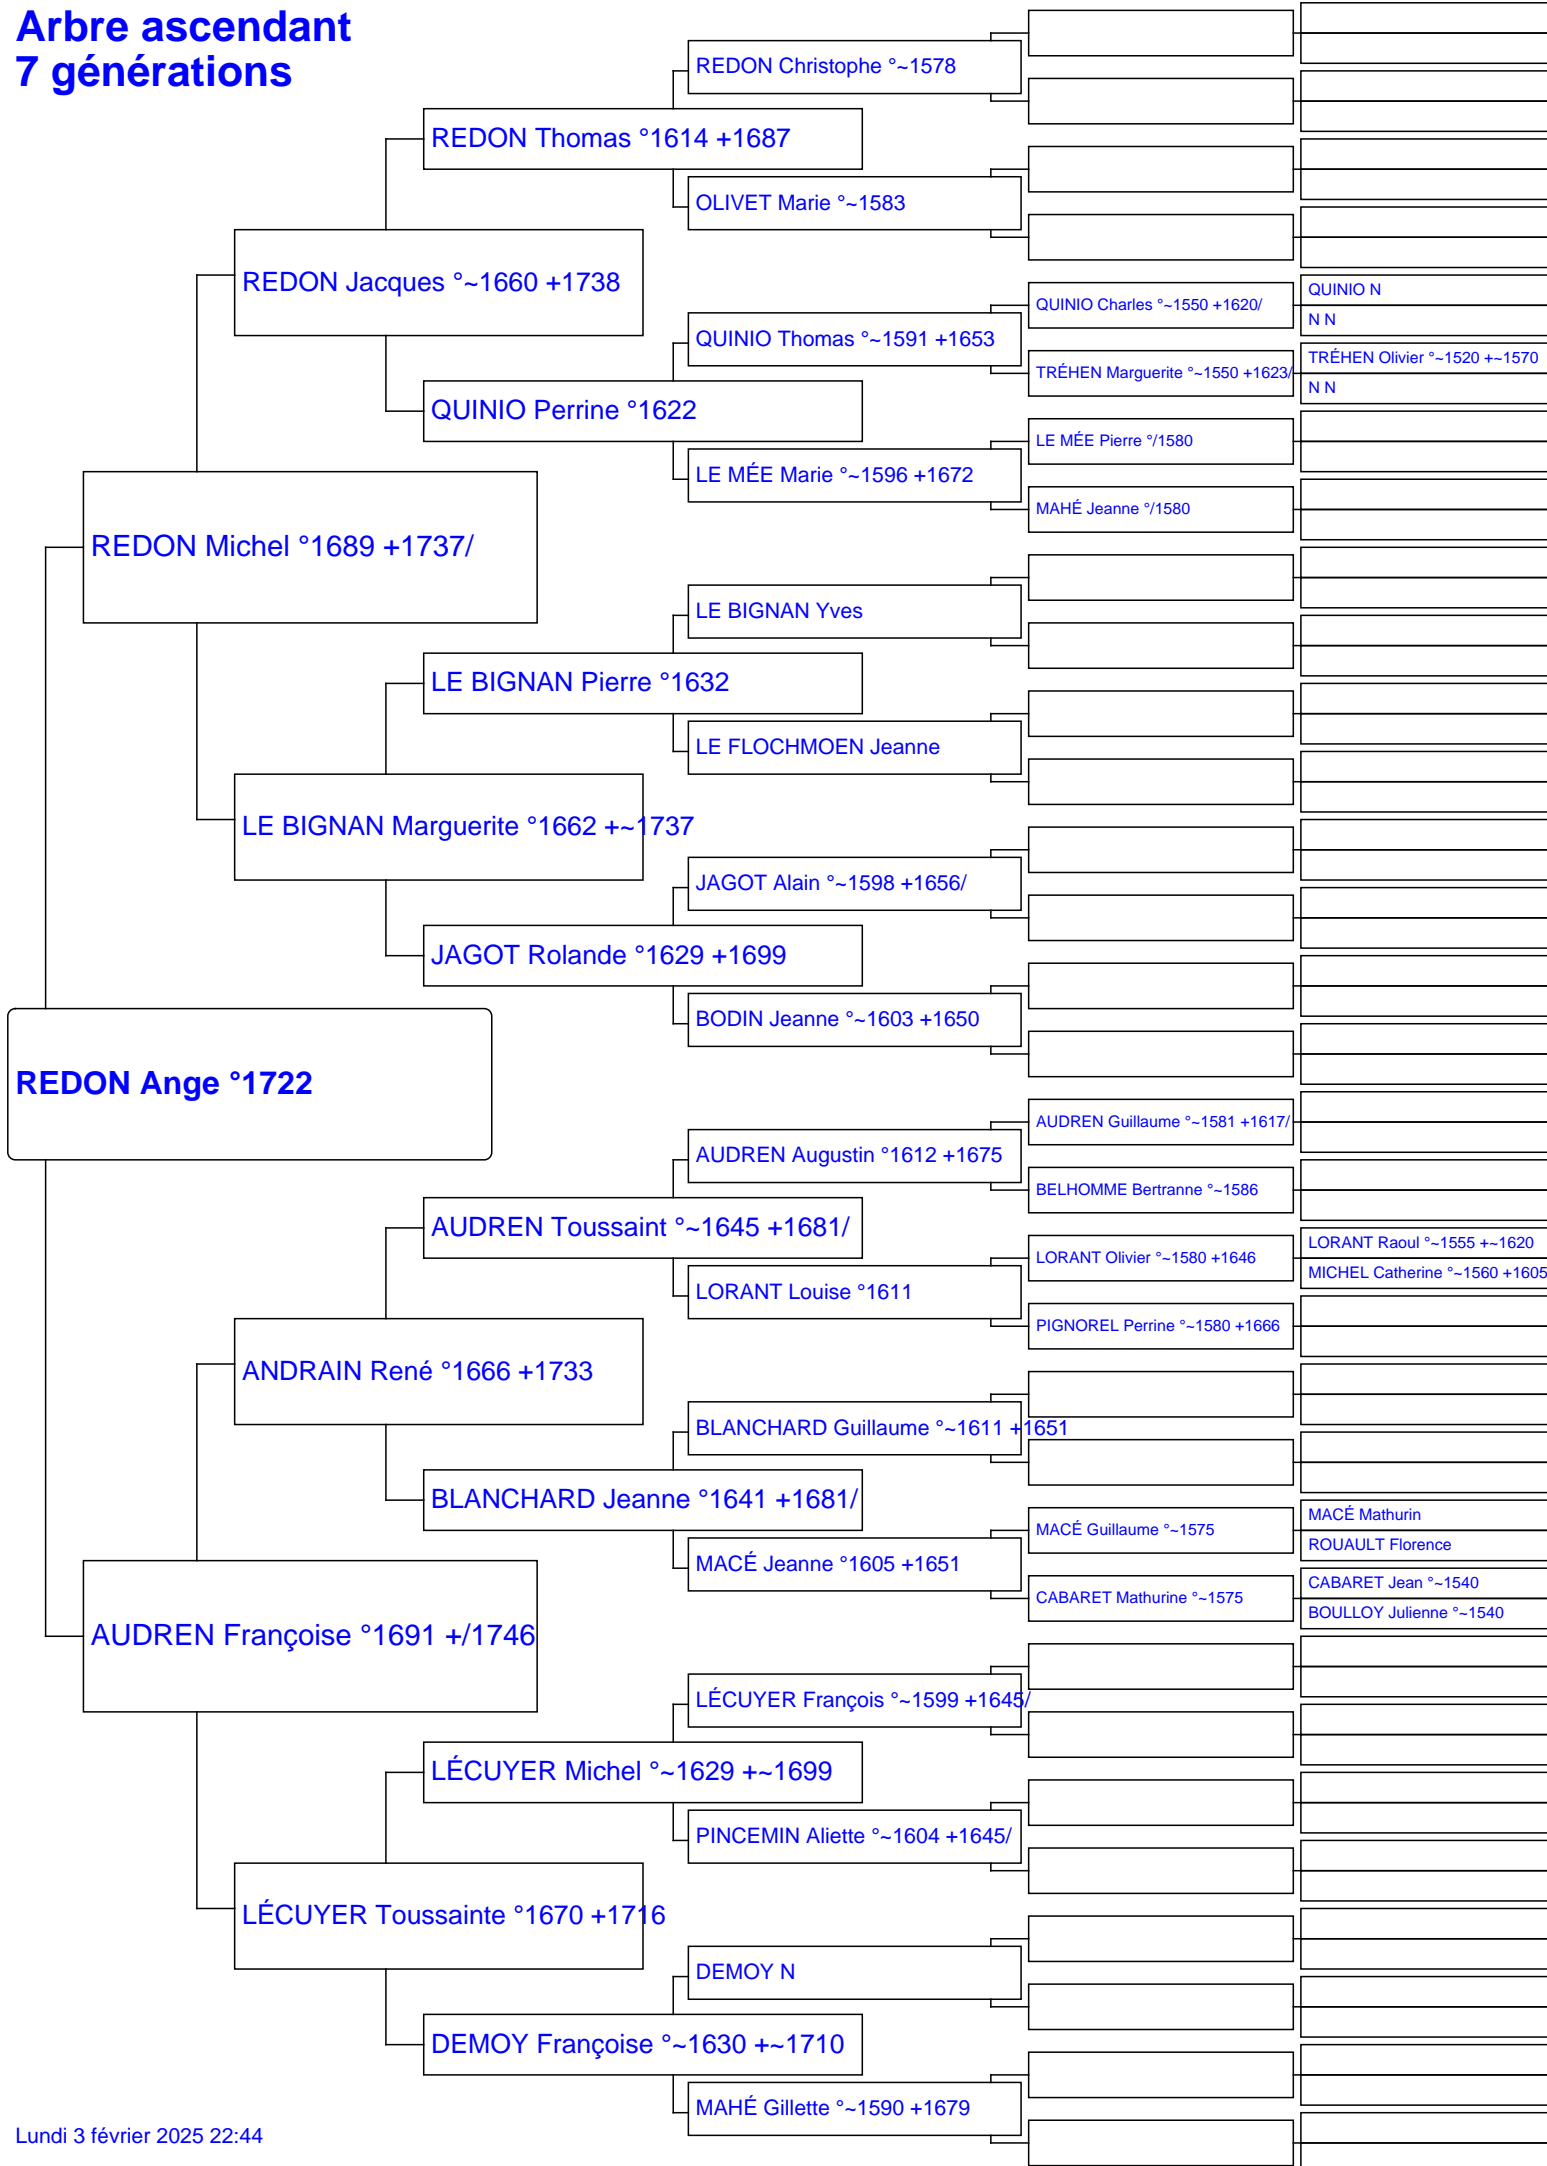 Arbre ascendant
7 générations
REDON Christophe °~1578
REDON Thomas °1614 +1687
OLIVET Marie °~1583
REDON Jacques °~1660 +1738
QUINIO N
QUINIO Charles °~1550 +1620/
N N
QUINIO Thomas °~1591 +1653
TRÉHEN Olivier °~1520 +~1570
TRÉHEN Marguerite °~1550 +1623/
N N
QUINIO Perrine °1622
LE MÉE Pierre °/1580
LE MÉE Marie °~1596 +1672
MAHÉ Jeanne °/1580
REDON Michel °1689 +1737/
LE BIGNAN Yves
LE BIGNAN Pierre °1632
LE FLOCHMOEN Jeanne
LE BIGNAN Marguerite °1662 +~1737
JAGOT Alain °~1598 +1656/
JAGOT Rolande °1629 +1699
BODIN Jeanne °~1603 +1650
REDON Ange °1722
AUDREN Guillaume °~1581 +1617/
AUDREN Augustin °1612 +1675
BELHOMME Bertranne °~1586
AUDREN Toussaint °~1645 +1681/
LORANT Raoul °~1555 +~1620
LORANT Olivier °~1580 +1646
MICHEL Catherine °~1560 +1605
LORANT Louise °1611
PIGNOREL Perrine °~1580 +1666
ANDRAIN René °1666 +1733
BLANCHARD Guillaume °~1611 +1651
BLANCHARD Jeanne °1641 +1681/
MACÉ Mathurin
MACÉ Guillaume °~1575
ROUAULT Florence
MACÉ Jeanne °1605 +1651
CABARET Jean °~1540
CABARET Mathurine °~1575
BOULLOY Julienne °~1540
AUDREN Françoise °1691 +/1746
LÉCUYER François °~1599 +1645/
LÉCUYER Michel °~1629 +~1699
PINCEMIN Aliette °~1604 +1645/
LÉCUYER Toussainte °1670 +1716
DEMOY N
DEMOY Françoise °~1630 +~1710
MAHÉ Gillette °~1590 +1679
Lundi 3 février 2025 22:44